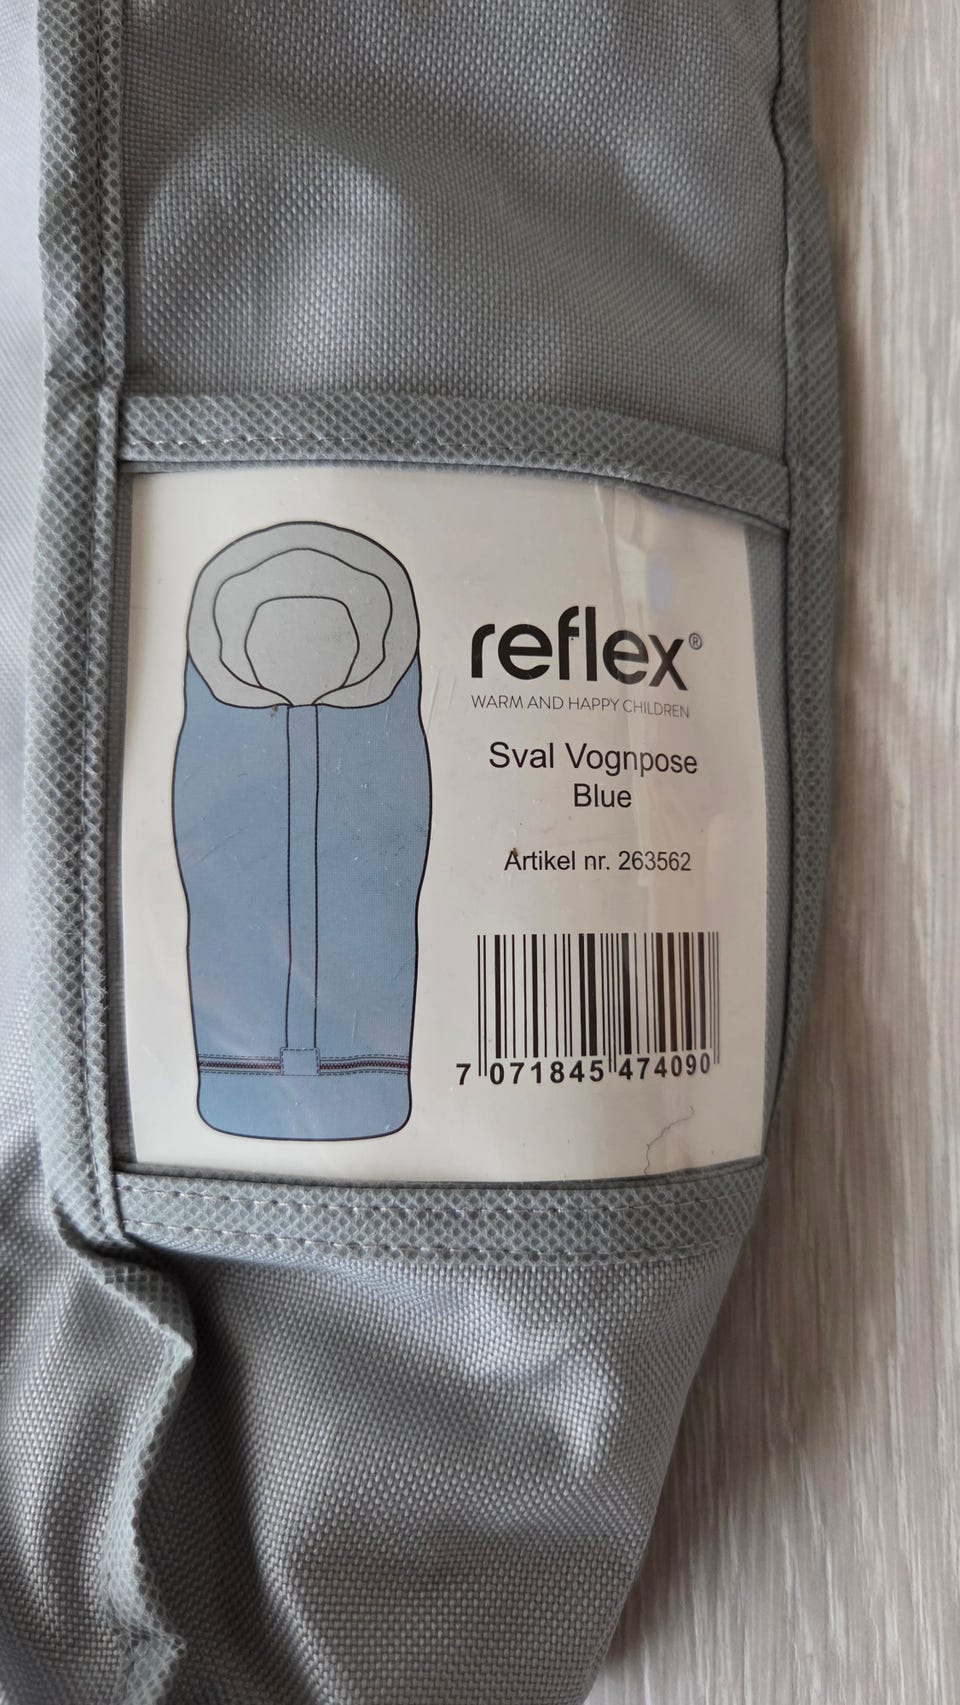 reflex®
WARM AND HAPPY CHILDREN
Sval Vognpose
Blue
Artikel nr. 263562
7 071845 474090